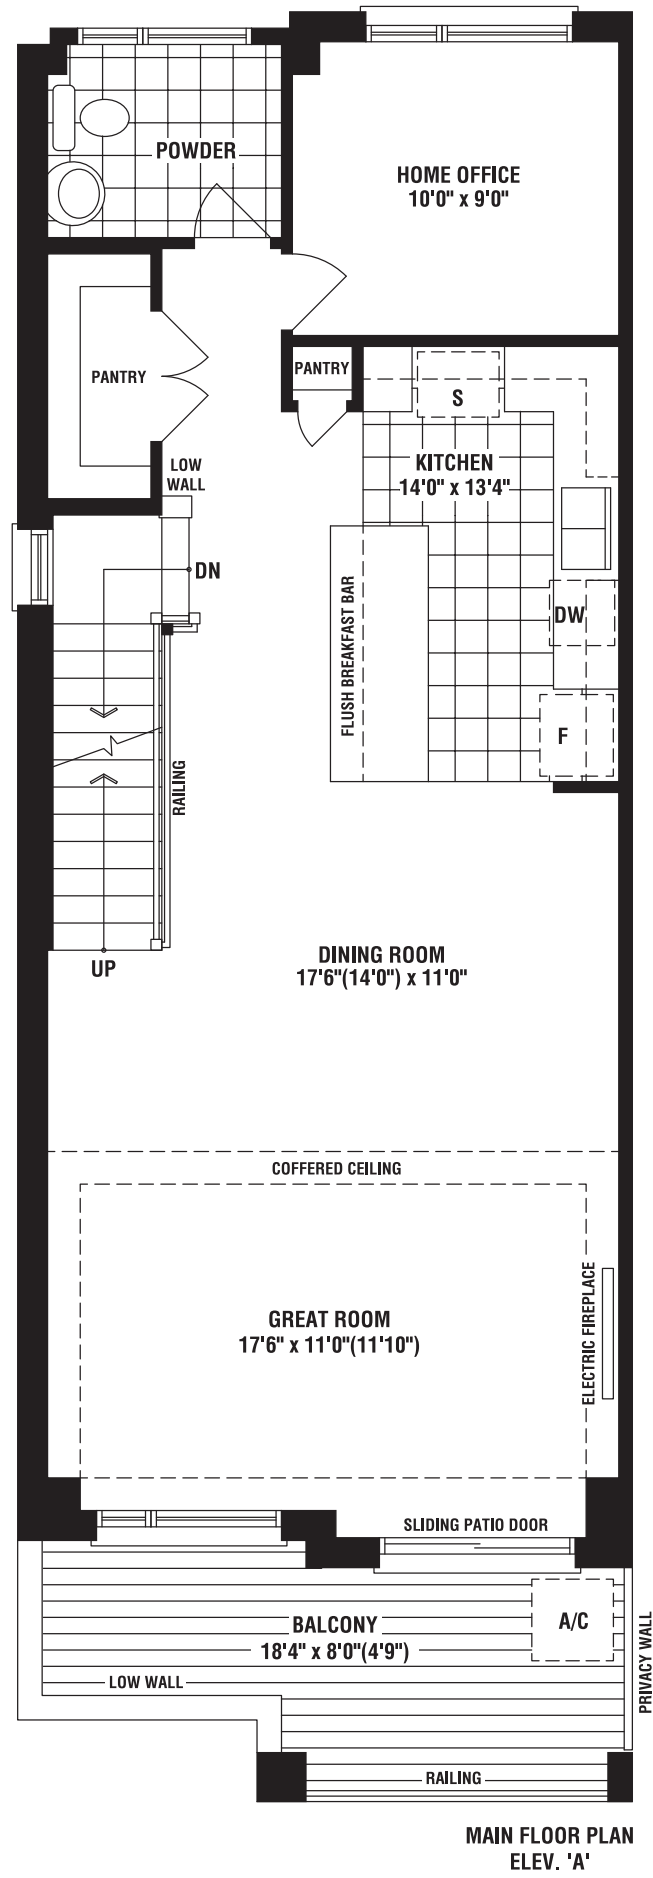 POWDER
HOME OFFICE
10'0" x 9'0"
PANTRY
PANTRY
S
LOW
WALL
KITCHEN
14'0" x 13'4"
DN
FLUSH BREAKFAST BAR
DW
F
RAILING
UP
DINING ROOM
17'6"(14'0") x 11'0"
COFFERED CEILING
GREAT ROOM
17'6" x 11'0"(11'10")
ELECTRIC FIREPLACE
SLIDING PATIO DOOR
A/C
BALCONY
18'4" x 8'0"(4'9")
PRIVACY WALL
LOW WALL
RAILING
MAIN FLOOR PLAN
ELEV. 'A'